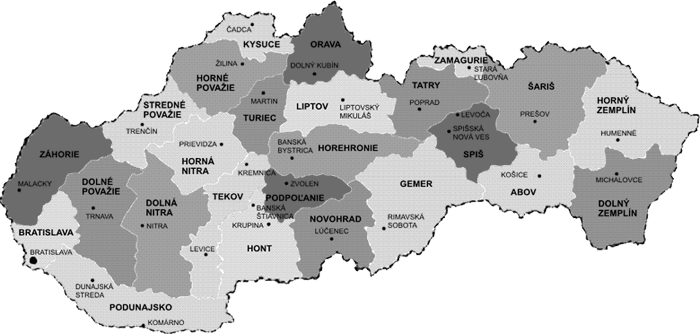 ČADCA
KYSUCE
ORAVA
ZAMAGURIE
ŽILINA
DOLNÝ KUBÍN
STARÁ
ĽUBOVŇA
HORNÉ
POVAŽIE
TATRY
ŠARIŠ
STREDNÉ
POVAŽIE
MARTIN
LIPTOV
LIPTOVSKÝ
MIKULÁŠ
POPRAD
LEVOČA
HORNÝ
ZEMPLÍN
TRENČÍN
TURIEC
PREŠOV
SPIŠSKÁ
NOVÁ VES
HUMENNÉ
ZÁHORIE
PRIEVIDZA
BANSKÁ
BYSTRICA
HOREHRONIE
SPIŠ
HORNÁ
NITRA
KREMNICA
KOŠICE
MICHALOVCE
MALACKY
DOLNÉ
POVAŽIE
ZVOLEN
GEMER
ABOV
DOLNÁ
NITRA
TEKOV
PODPOĽANIE
DOLNÝ
ZEMPLÍN
TRNAVA
BANSKÁ
ŠTIAVNICA
NOVOHRAD
RIMAVSKÁ
SOBOTA
BRATISLAVA
NITRA
KRUPINA
LÚČENEC
BRATISLAVA
LEVICE
HONT
DUNAJSKÁ
STREDA
PODUNAJSKO
KOMÁRNO